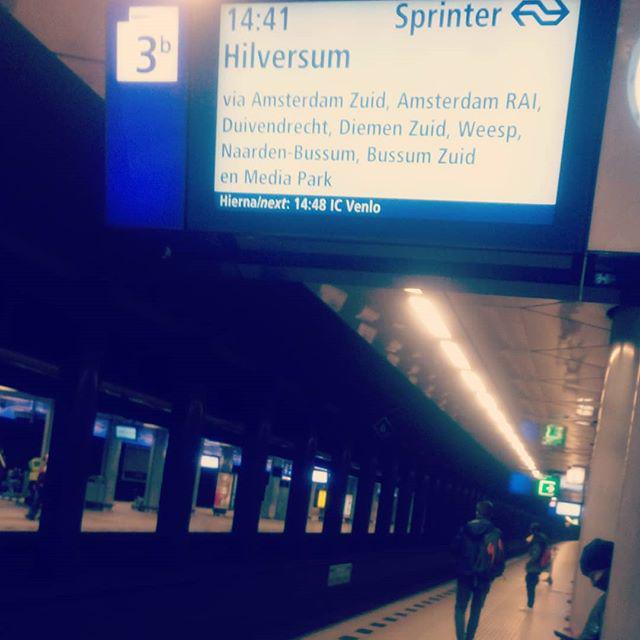 3b
14:41
Sprinter
Hilversum
via Amsterdam Zuid, Amsterdam RAI,
Duivendrecht, Diemen Zuid, Weesp,
Naarden-Bussum, Bussum Zuid
en Media Park
Hierna/next: 14:48 IC Venlo